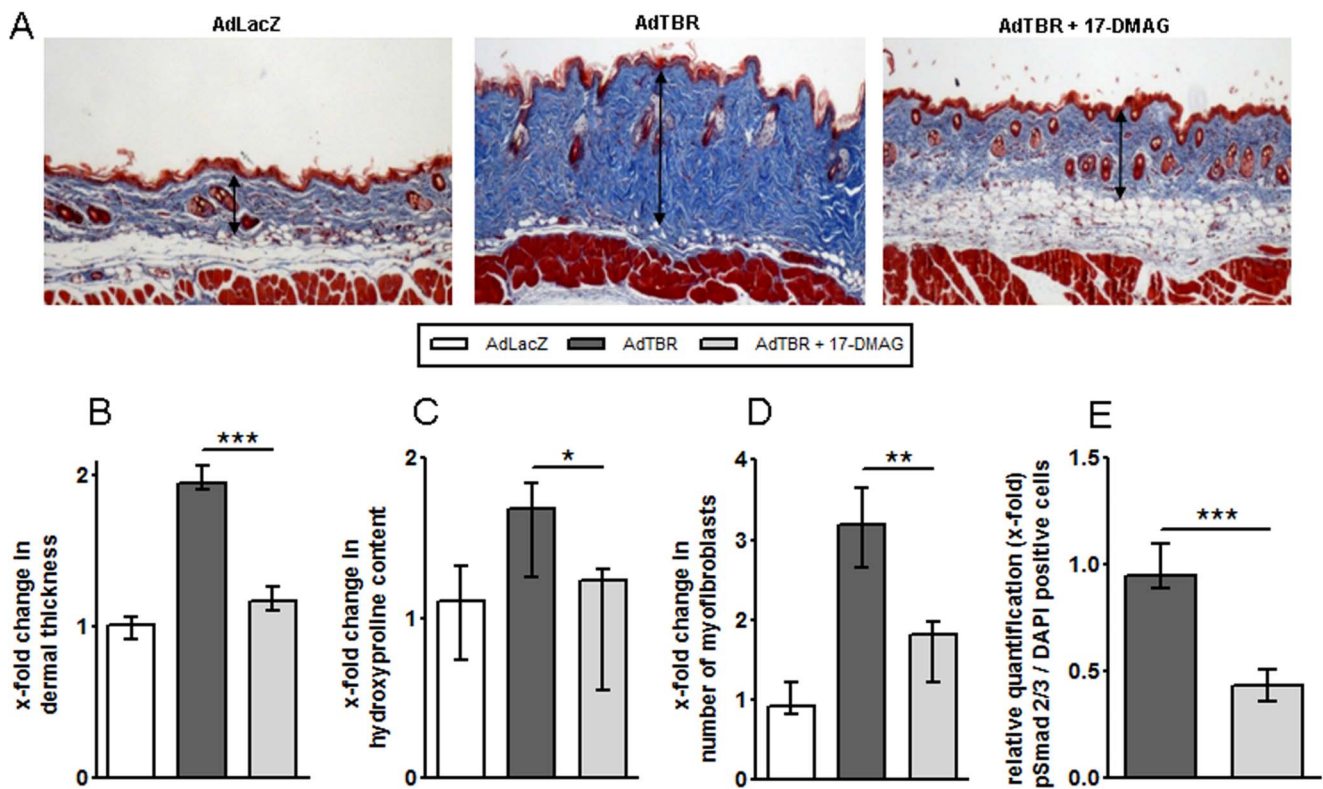 A
AdLacZ
AdTBR
AdTBR + 17-DMAG
AdLacZ AdTBR AdTBR + 17-DMAG
B
x-fold change in
dermal thickness
2
1
0
***
C
x-fold change in
hydroxyproline content
2
1
0
*
D
x-fold change in
number of myofibroblasts
4
3
2
1
0
**
E
relative quantification (x-fold)
pSmad 2/3 / DAPI positive cells
1.5
1.0
0.5
0.0
***